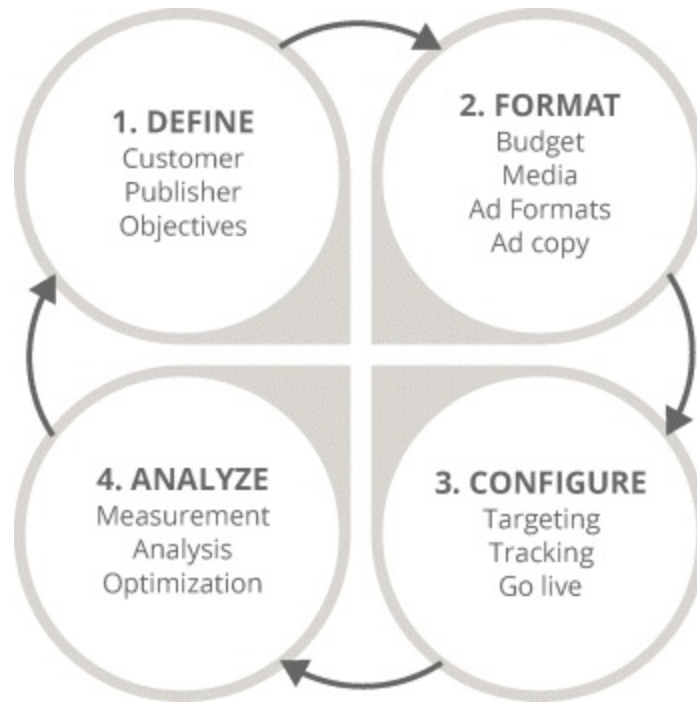 1. DEFINE
Customer
Publisher
Objectives
2. FORMAT
Budget
Media
Ad Formats
Ad copy
3. CONFIGURE
Targeting
Tracking
Go live
4. ANALYZE
Measurement
Analysis
Optimization